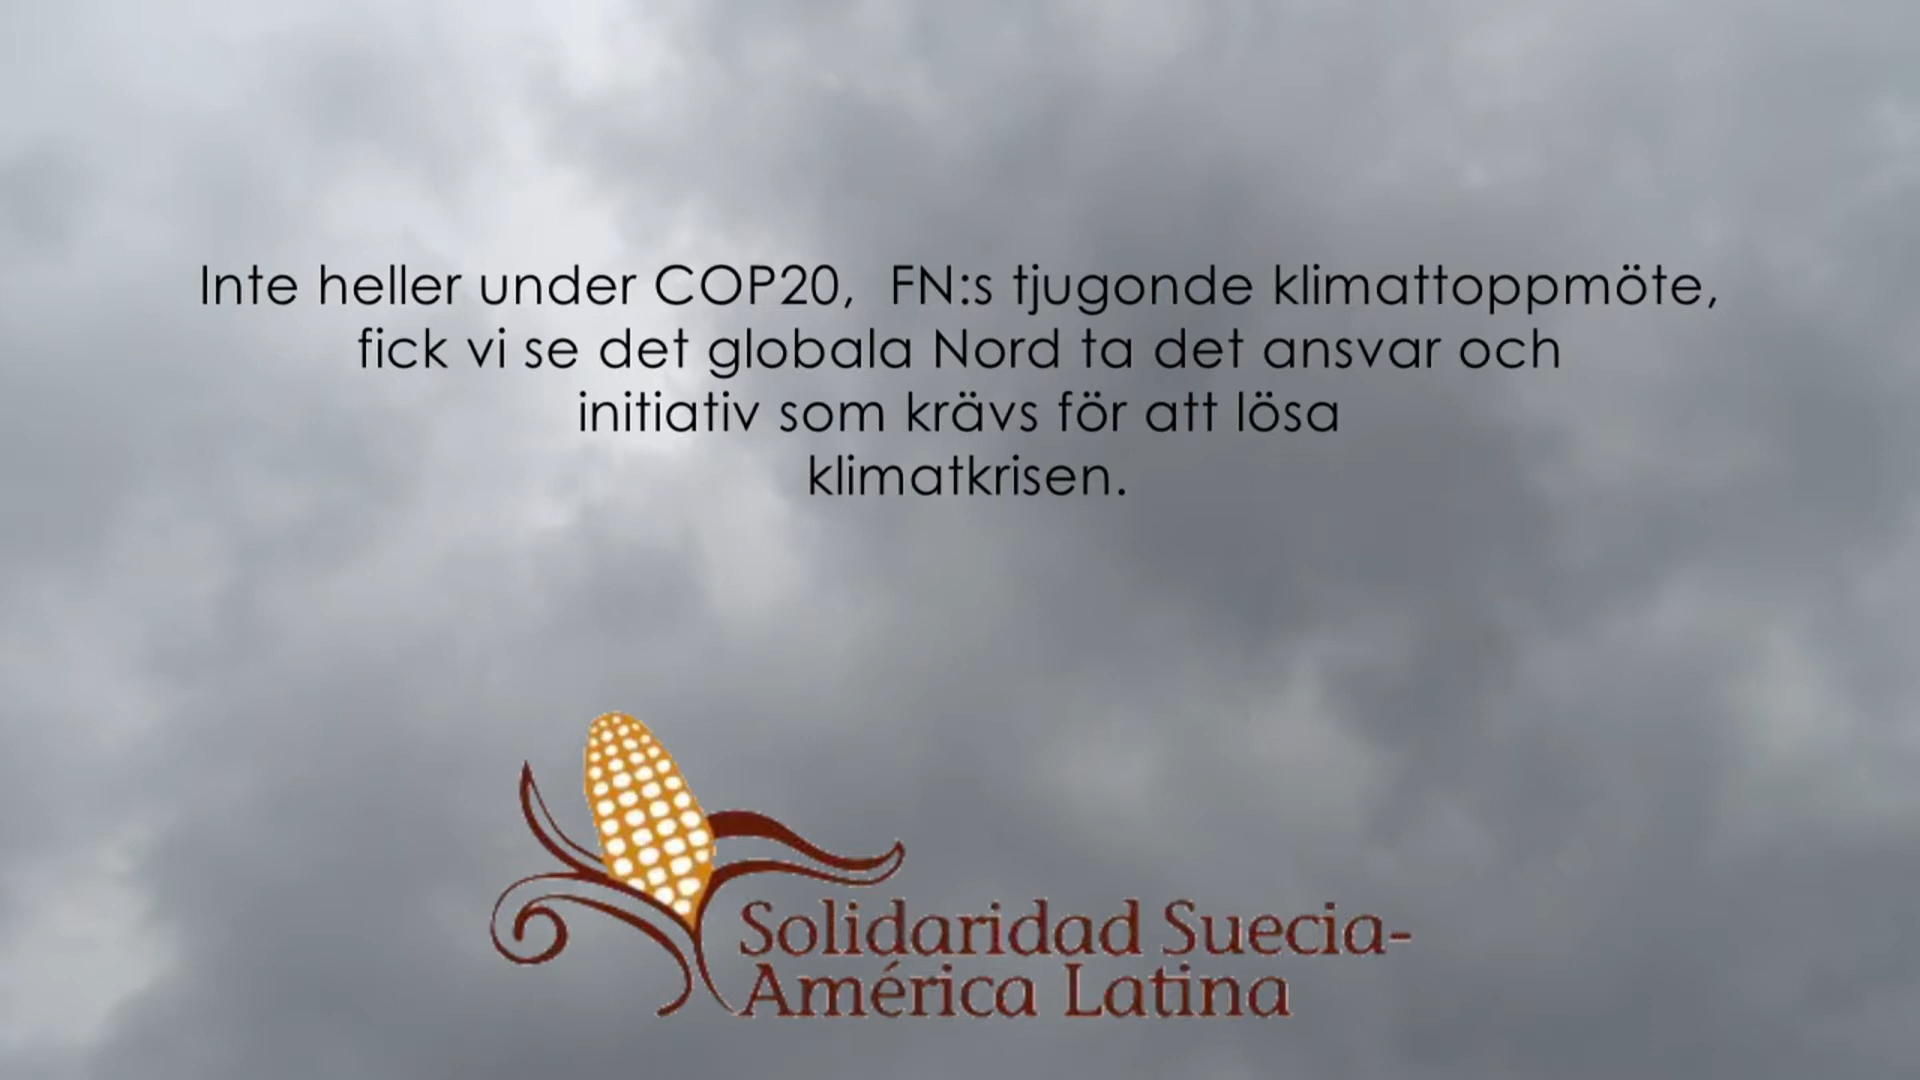 Inte heller under COP20, FN:s tjugonde klimattoppmöte,
fick vi se det globala Nord ta det ansvar och
initiativ som krävs för att lösa
klimatkrisen.
Solidaridad Suecia-
América Latina